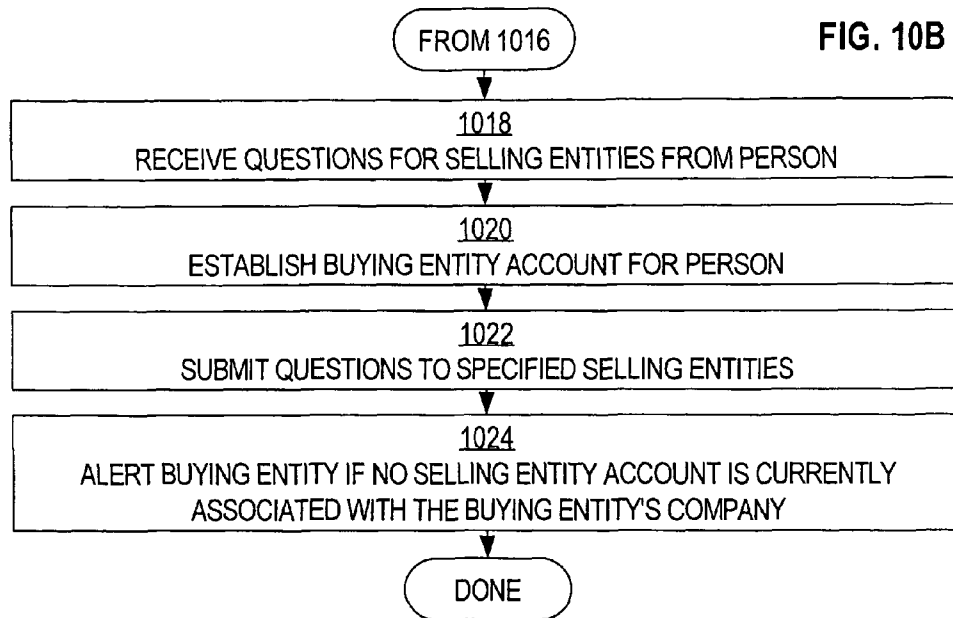 FROM 1016
FIG. 10B
1018
RECEIVE QUESTIONS FOR SELLING ENTITIES FROM PERSON
1020
ESTABLISH BUYING ENTITY ACCOUNT FOR PERSON
1022
SUBMIT QUESTIONS TO SPECIFIED SELLING ENTITIES
1024
ALERT BUYING ENTITY IF NO SELLING ENTITY ACCOUNT IS CURRENTLY
ASSOCIATED WITH THE BUYING ENTITY'S COMPANY
DONE